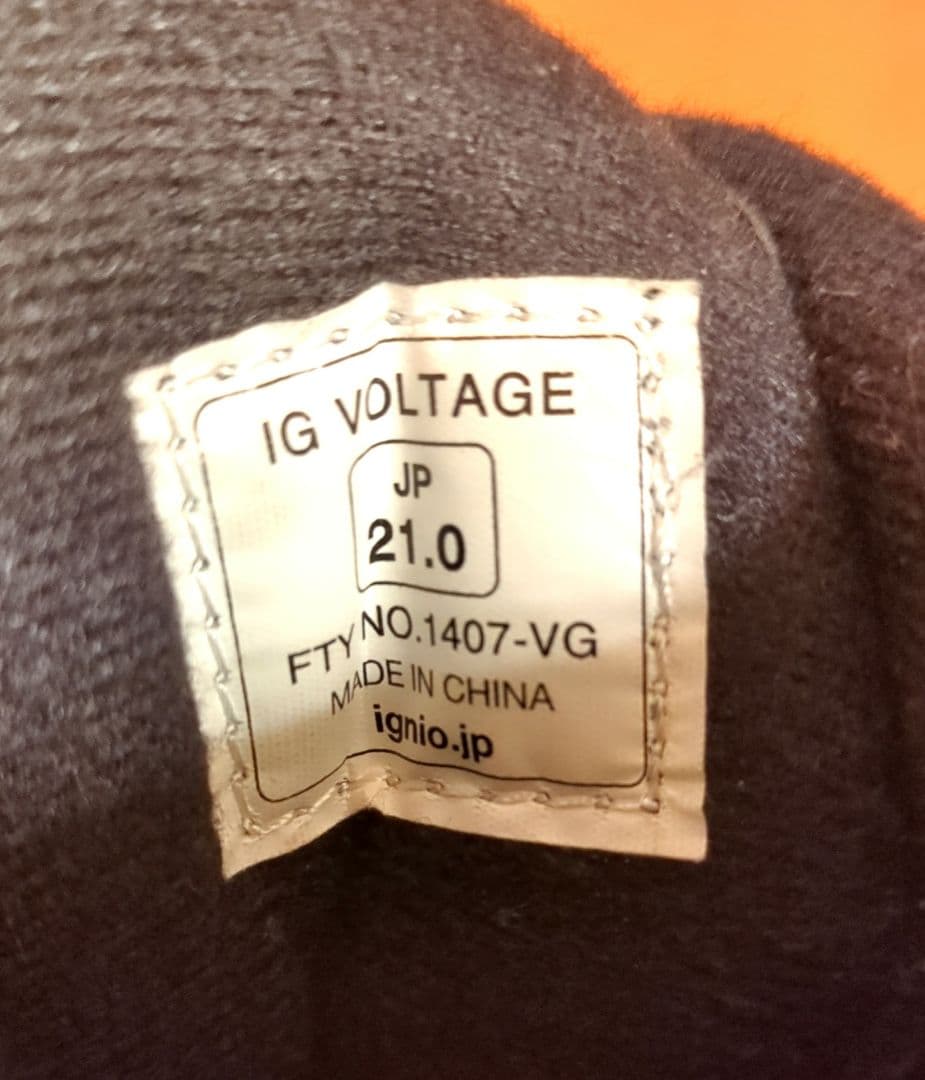 IG VOLTAGE
JP
21.0
FTY NO.1407-VG
MADE IN CHINA
ignio.jp